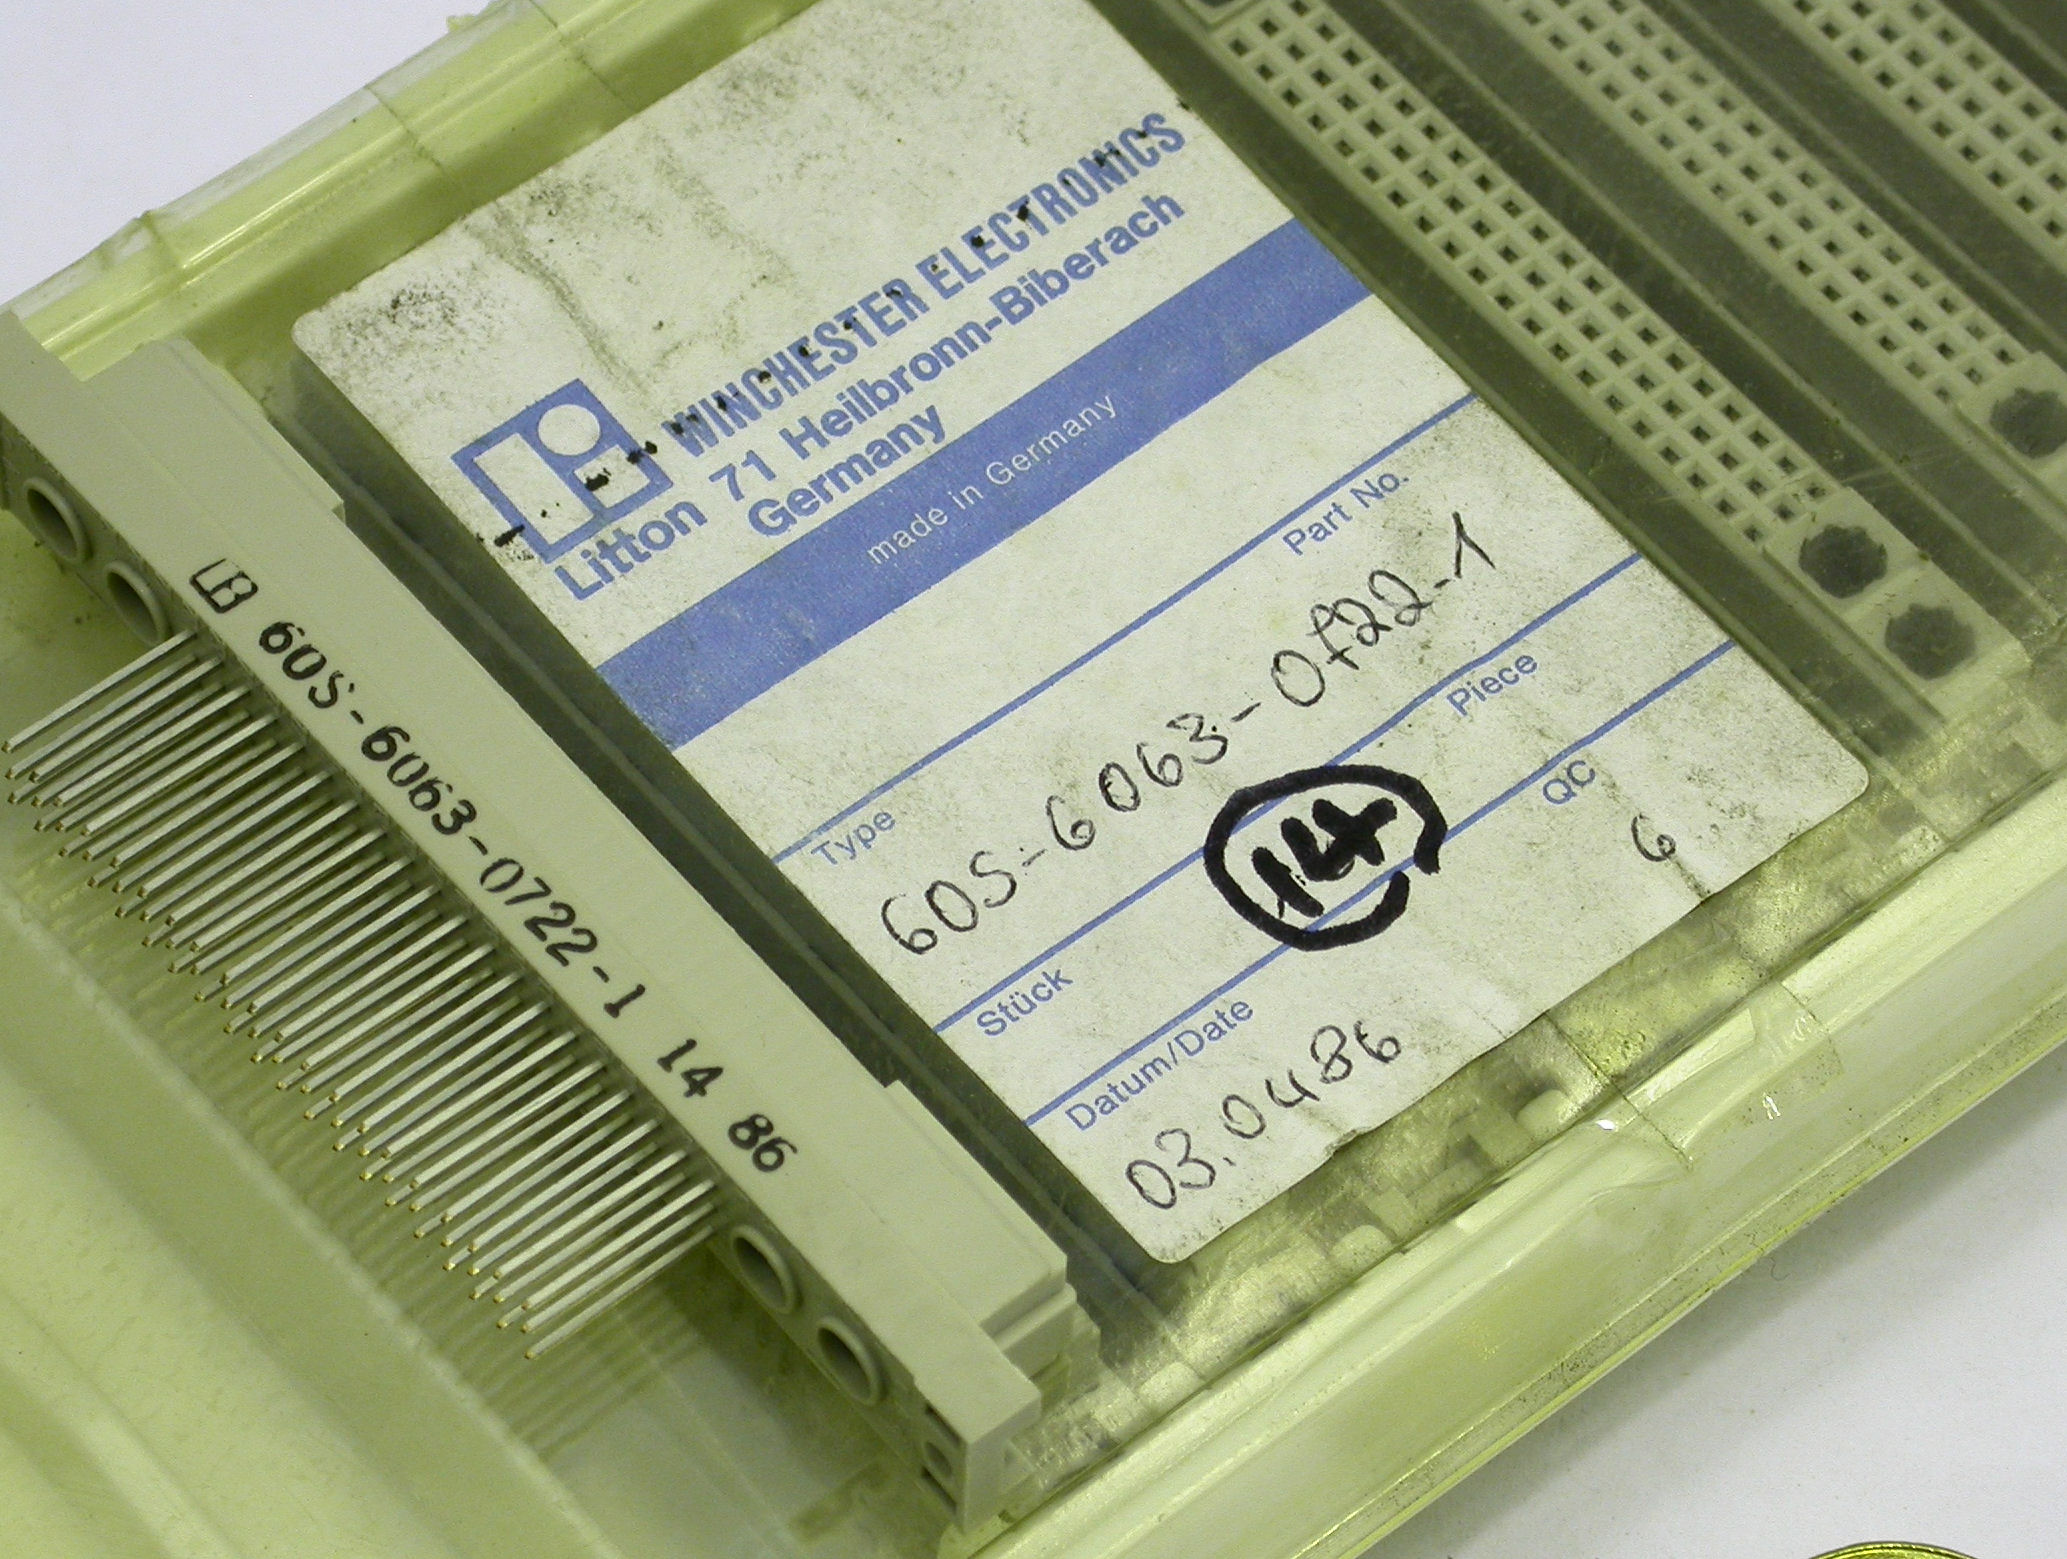 WINCHESTER ELECTRONICS
Litton 71 Heilbronn-Biberach
Germany
made in Germany
Type Part No.
60S-6063-0722-1
Stück Piece
14
Datum/Date QC
03.0486 6
60S-6063-0722-1 14 86